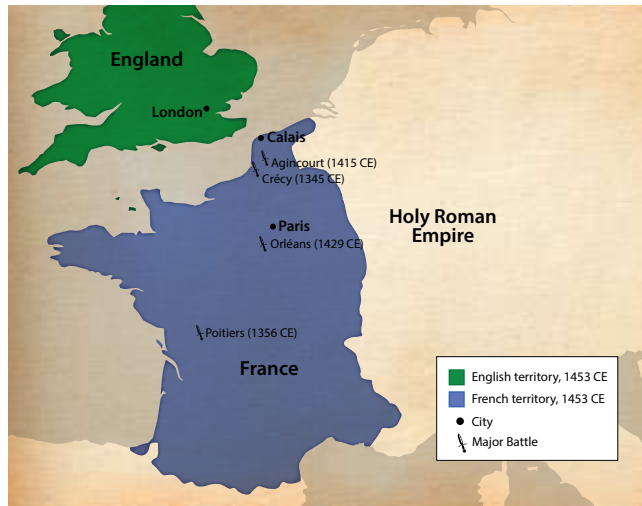 England
London
Calais
Agincourt (1415 CE)
Crécy (1345 CE)
Paris
Orléans (1429 CE)
Holy Roman
Empire
Poitiers (1356 CE)
France
English territory, 1453 CE
French territory, 1453 CE
City
Major Battle